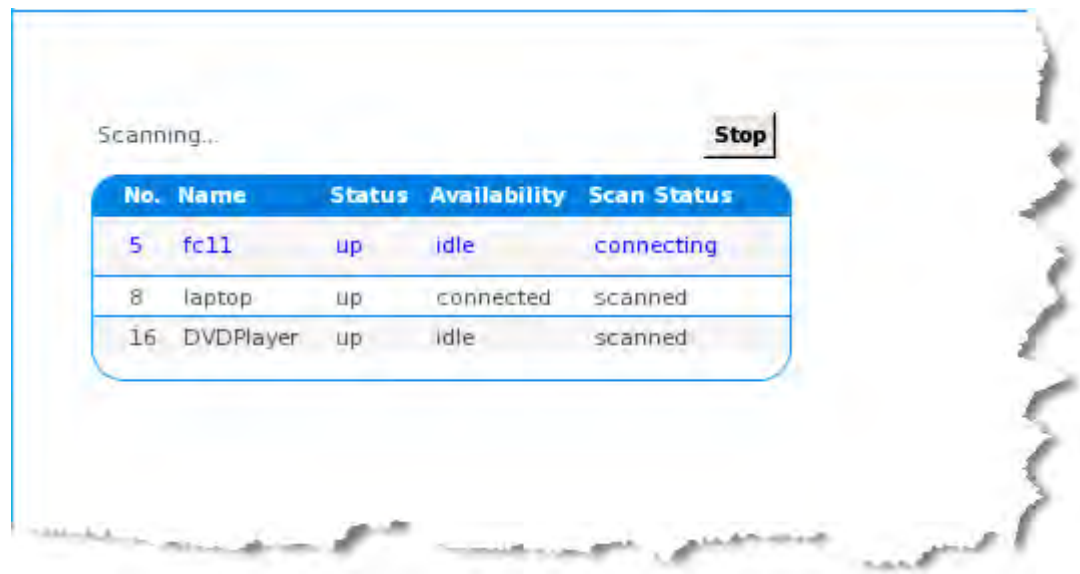 Scanning... Stop
No. Name Status Availability Scan Status
5 fc11 up idle connecting
8 laptop up connected scanned
16 DVDPlayer up idle scanned